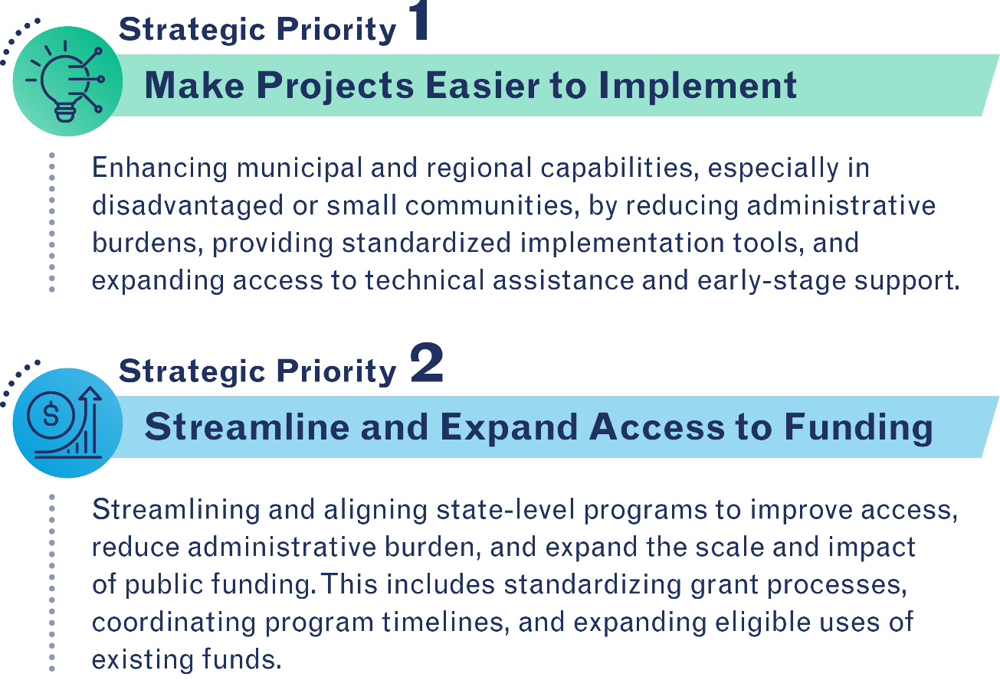 Strategic Priority 1
Make Projects Easier to Implement
Enhancing municipal and regional capabilities, especially in
disadvantaged or small communities, by reducing administrative
burdens, providing standardized implementation tools, and
expanding access to technical assistance and early-stage support.
Strategic Priority 2
$
Streamline and Expand Access to Funding
Streamlining and aligning state-level programs to improve access,
reduce administrative burden, and expand the scale and impact
of public funding. This includes standardizing grant processes,
coordinating program timelines, and expanding eligible uses of
existing funds.